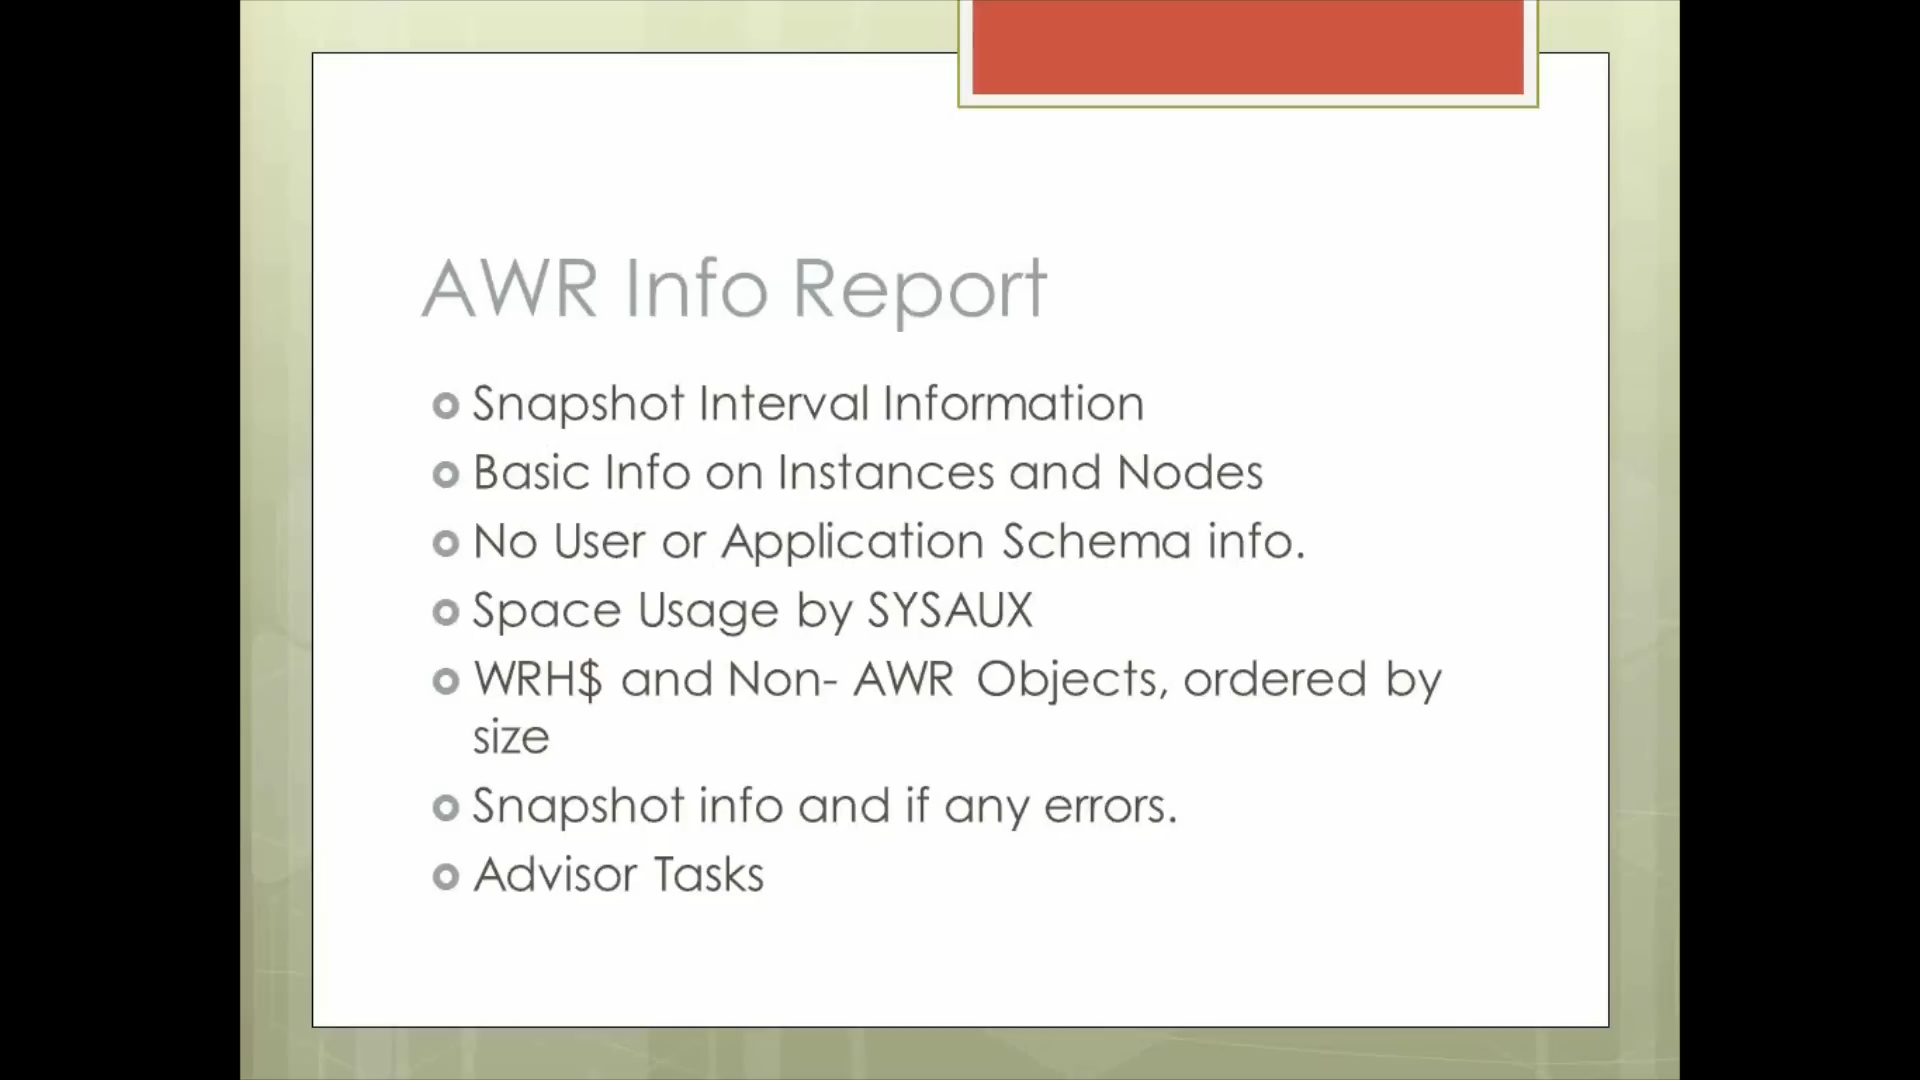 AWR Info Report
Snapshot Interval Information
Basic Info on Instances and Nodes
No User or Application Schema info.
Space Usage by SYSAUX
WRH$ and Non- AWR Objects, ordered by
size
Snapshot info and if any errors.
Advisor Tasks